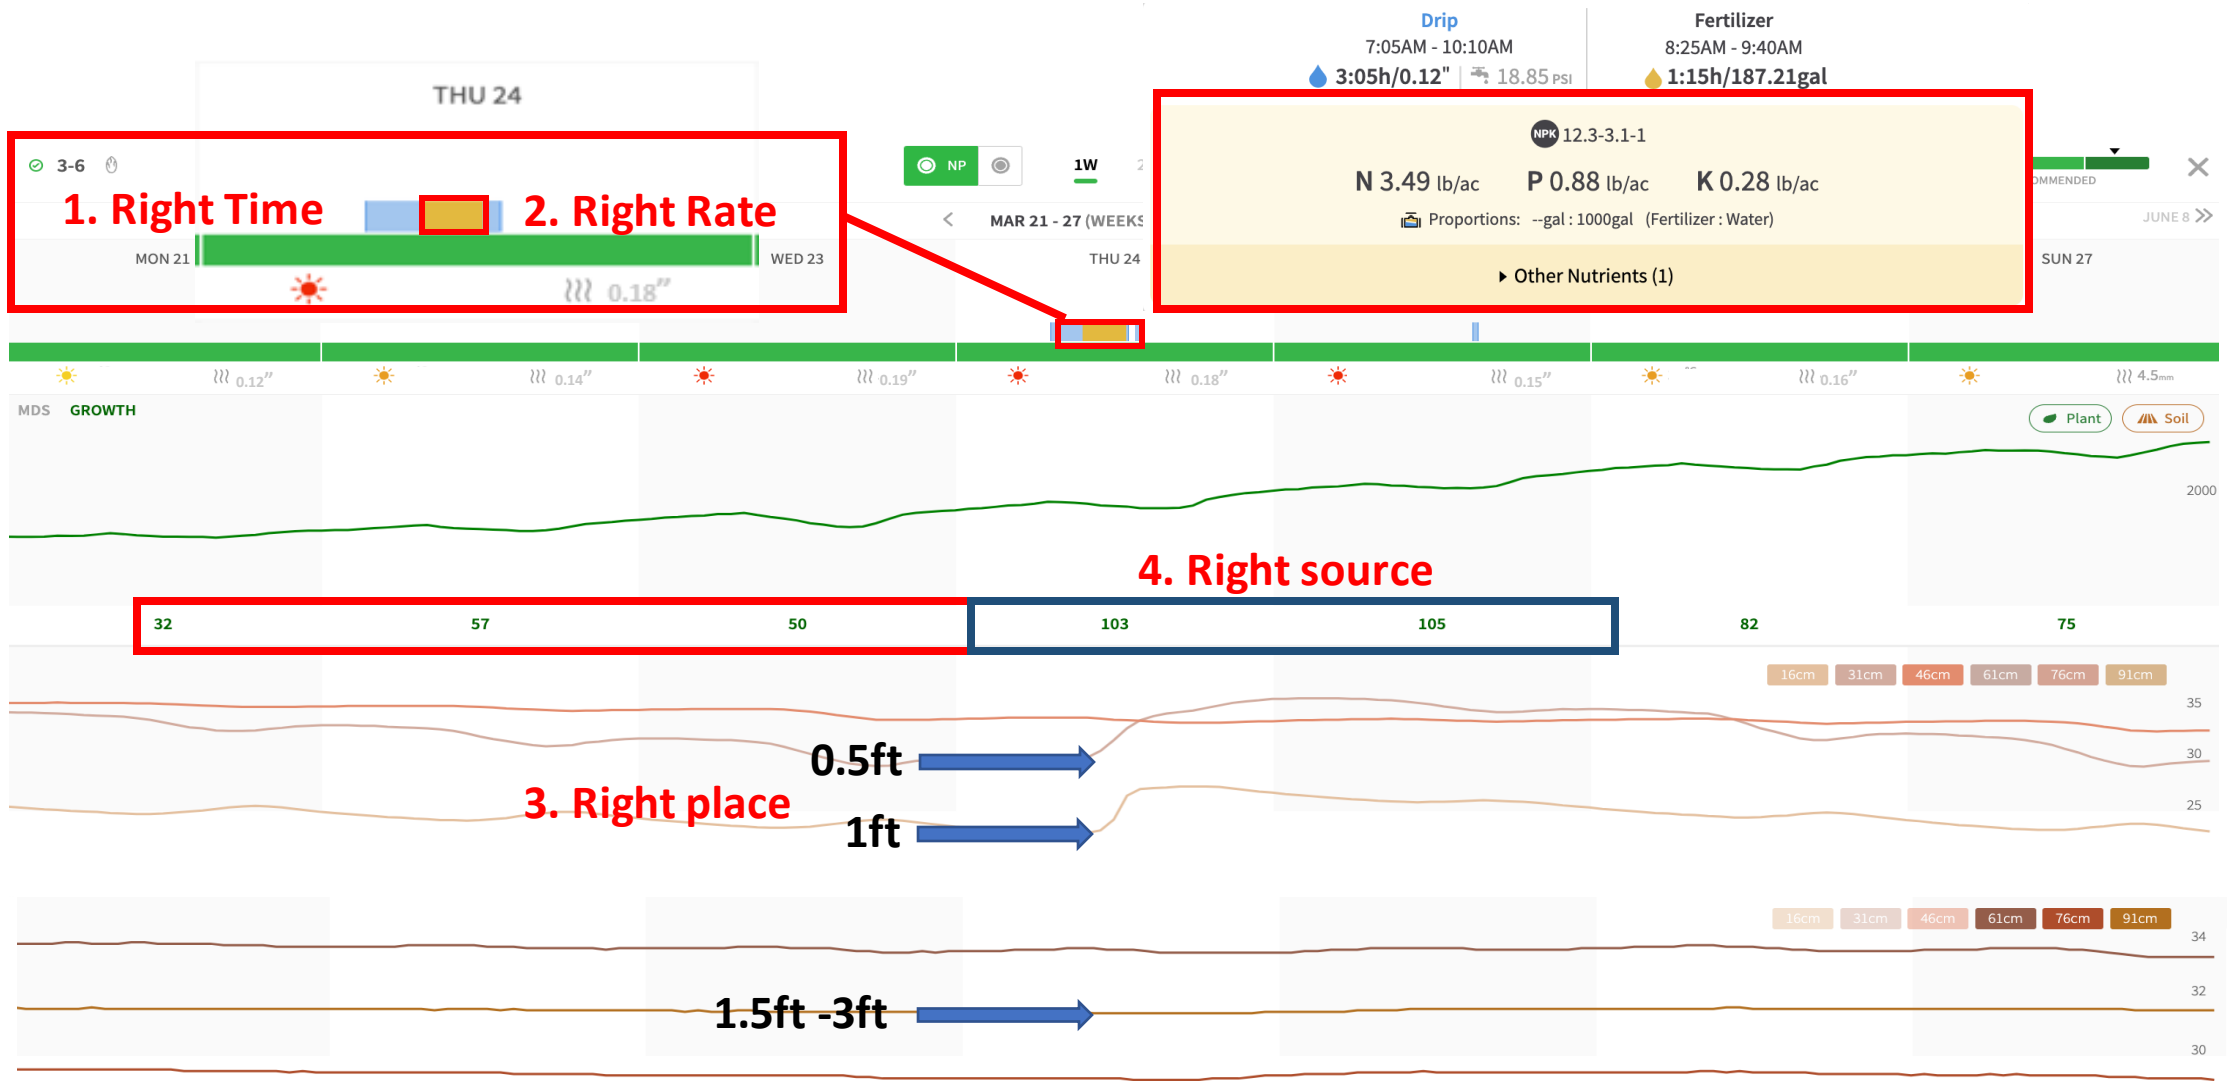 Drip
7:05AM - 10:10AM
3:05h/0.12" 18.85 PSI
Fertilizer
8:25AM - 9:40AM
1:15h/187.21gal
THU 24
3-6
1. Right Time
2. Right Rate
MON 21
WED 23
0.18"
NP
1W
MAR 21 - 27 (WEEKS
THU 24
NPK 12.3-3.1-1
N 3.49 lb/ac P 0.88 lb/ac K 0.28 lb/ac
Proportions: --gal : 1000gal (Fertilizer : Water)
Other Nutrients (1)
OMMENDED
JUNE 8
SUN 27
0.12" 0.14" 0.19" 0.18" 0.15" 0.16" 4.5mm
MDS GROWTH
Plant Soil
2000
4. Right source
32 57 50 103 105 82 75
16cm 31cm 46cm 61cm 76cm 91cm
35
30
25
0.5ft
3. Right place
1ft
16cm 31cm 46cm 61cm 76cm 91cm
34
32
30
1.5ft -3ft